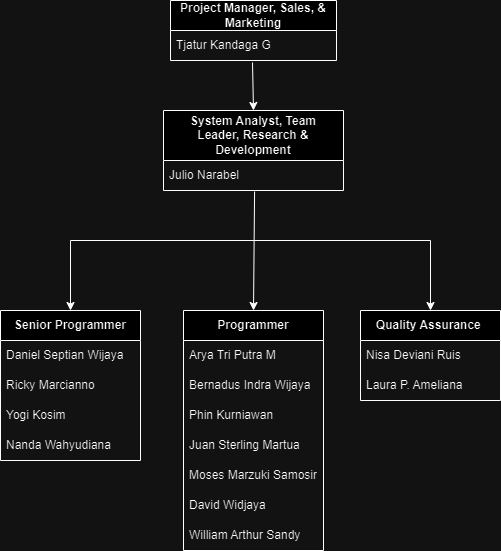 Project Manager, Sales, &
Marketing
Tjatur Kandaga G
System Analyst, Team
Leader, Research &
Development
Julio Narabel
Senior Programmer
Daniel Septian Wijaya
Ricky Marcianno
Yogi Kosim
Nanda Wahyudiana
Programmer
Arya Tri Putra M
Bernadus Indra Wijaya
Phin Kurniawan
Juan Sterling Martua
Moses Marzuki Samosir
David Widjaya
William Arthur Sandy
Quality Assurance
Nisa Deviani Ruis
Laura P. Ameliana